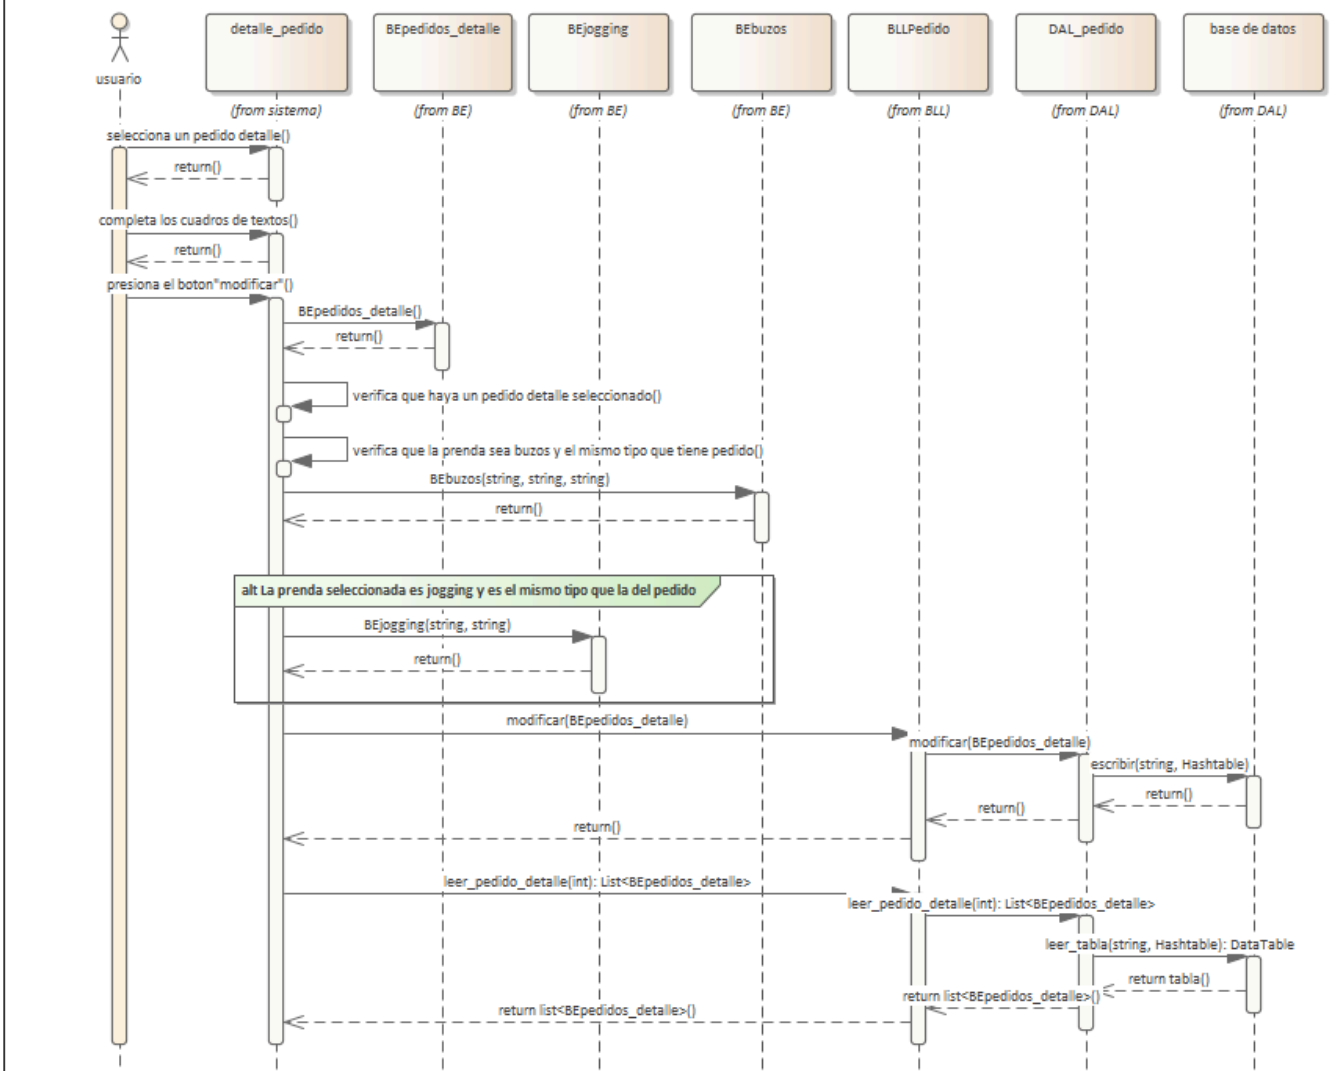 detalle_pedido
BEpedidos_detalle
BEjogging
BEbuzos
BLLPedido
DAL_pedido
base de datos
usuario
(from sistema)
(from BE)
(from BE)
(from BE)
(from BLL)
(from DAL)
(from DAL)
selecciona un pedido detalle()
return()
completa los cuadros de textos()
return()
presiona el boton"modificar"()
BEpedidos_detalle()
return()
verifica que haya un pedido detalle seleccionado()
verifica que la prenda sea buzos y el mismo tipo que tiene pedido()
BEbuzos(string, string, string)
return()
alt La prenda seleccionada es jogging y es el mismo tipo que la del pedido
BEjogging(string, string)
return()
modificar(BEpedidos_detalle)
modificar(BEpedidos_detalle)
escribir(string, Hashtable)
return()
return()
return()
leer_pedido_detalle(int): List<BEpedidos_detalle>
leer_pedido_detalle(int): List<BEpedidos_detalle>
leer_tabla(string, Hashtable): DataTable
return tabla()
return list<BEpedidos_detalle>()
return list<BEpedidos_detalle>()